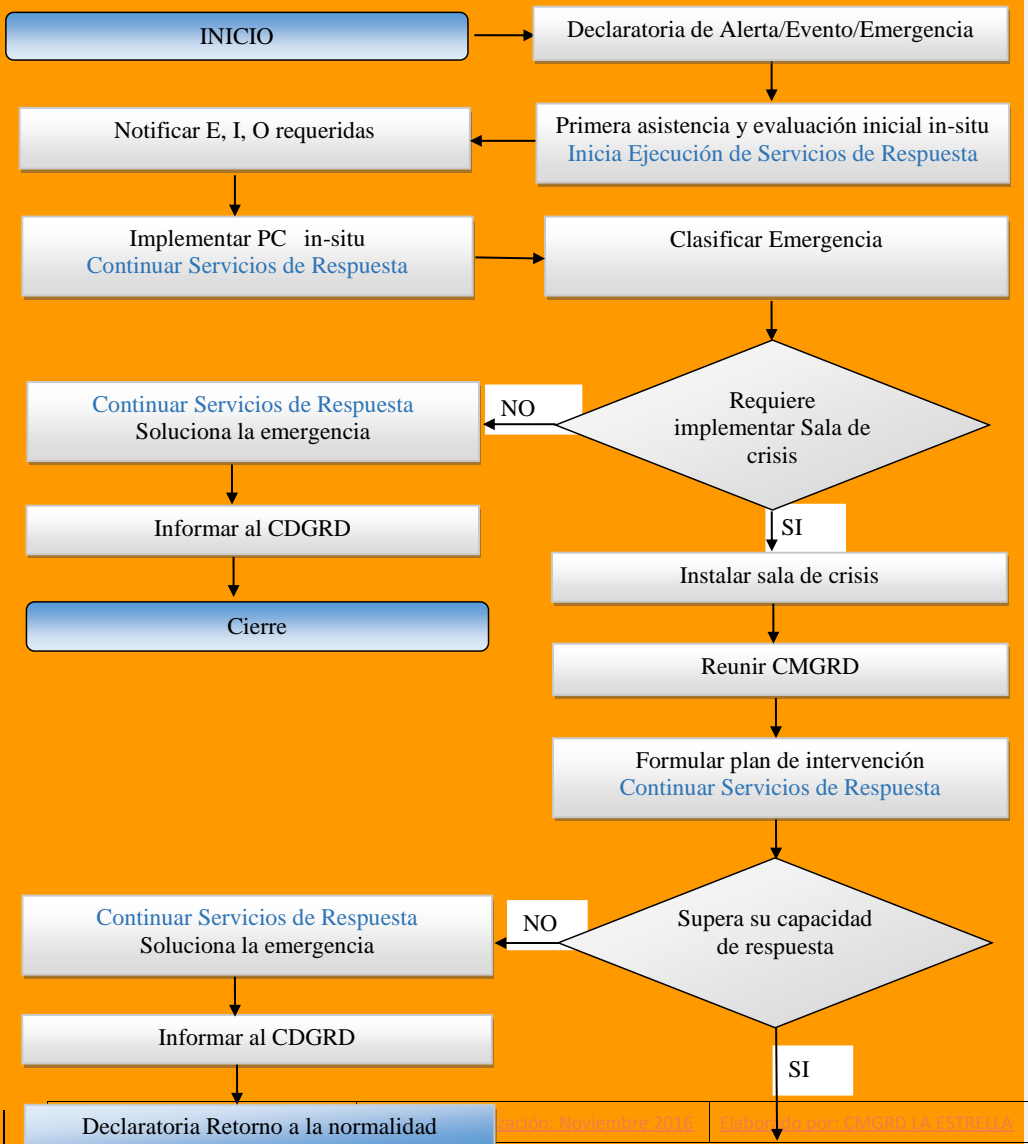 INICIO
Declaratoria de Alerta/Evento/Emergencia
Primera asistencia y evaluación inicial in-situ
Inicia Ejecución de Servicios de Respuesta
Notificar E, I, O requeridas
Implementar PC in-situ
Continuar Servicios de Respuesta
Clasificar Emergencia
Requiere
implementar Sala de
crisis
NO
Continuar Servicios de Respuesta
Soluciona la emergencia
Informar al CDGRD
Cierre
SI
Instalar sala de crisis
Reunir CMGRD
Formular plan de intervención
Continuar Servicios de Respuesta
Supera su capacidad
de respuesta
NO
Continuar Servicios de Respuesta
Soluciona la emergencia
Informar al CDGRD
Declaratoria Retorno a la normalidad
SI
Noviembre 2016
Elaborado por: CMGRD LA ESTRELLA